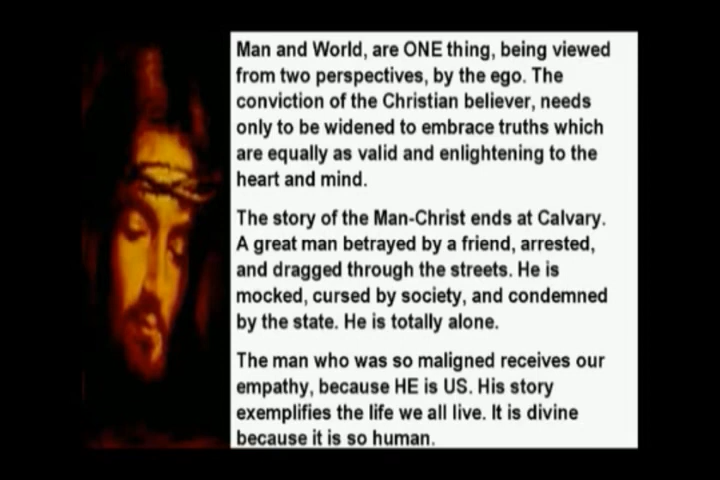 Man and World, are ONE thing, being viewed
from two perspectives, by the ego. The
conviction of the Christian believer, needs
only to be widened to embrace truths which
are equally as valid and enlightening to the
heart and mind.
The story of the Man-Christ ends at Calvary.
A great man betrayed by a friend, arrested,
and dragged through the streets. He is
mocked, cursed by society, and condemned
by the state. He is totally alone.
The man who was so maligned receives our
empathy, because HE is US. His story
exemplifies the life we all live. It is divine
because it is so human.